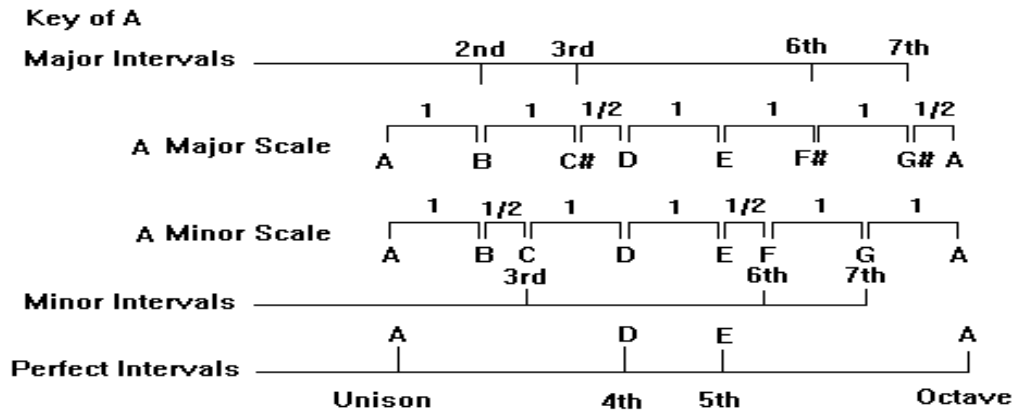 Key of A
2nd 3rd 6th 7th
Major Intervals
1 1 1/2 1 1 1 1/2
A Major Scale
A B C# D E F# G# A
1 1/2 1 1 1/2 1 1
A Minor Scale
A B C D E F G A
3rd 6th 7th
Minor Intervals
A D E A
Perfect Intervals
Unison 4th 5th Octave